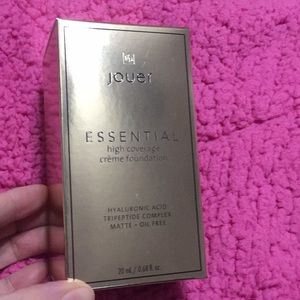 jouer
ESSENTIAL
high coverage
crème foundation
HYALURONIC ACID
TRIPEPTIDE COMPLEX
MATTE • OIL FREE
20 mL / 0.68 fl. oz.